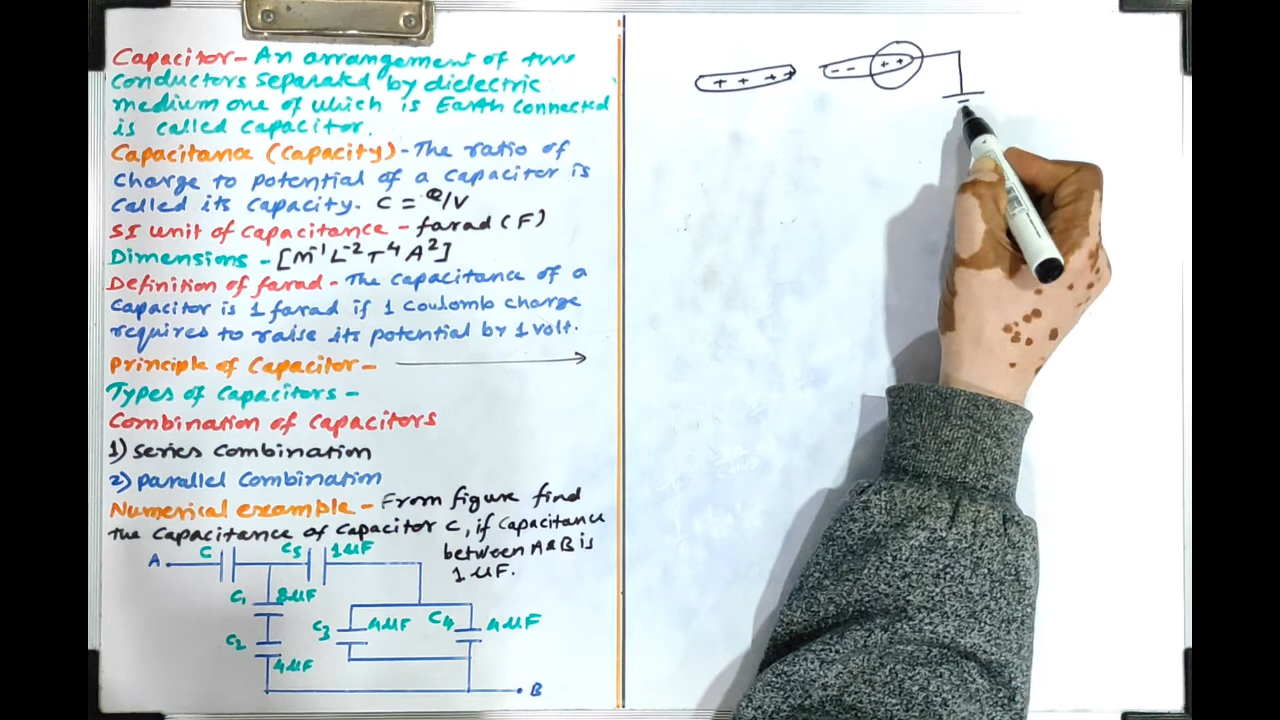 Capacitor - An arrangement of two
conductors separated by dielectric
medium one of which is Earth connected
is called capacitor.
Capacitance (Capacity) - The ratio of
charge to potential of a capacitor is
called its capacity. C = Q/V
SI unit of capacitance - farad (F)
Dimensions - [M⁻¹ L⁻² T⁴ A²]
Definition of farad - The capacitance of a
capacitor is 1 farad if 1 coulomb charge
requires to raise its potential by 1 volt.
Principle of Capacitor -
Types of Capacitors -
Combination of Capacitors
1) Series Combination
2) parallel Combination
Numerical example - From figure find
the capacitance of capacitor C, if capacitance
between A & B is
1 μF.
A C C5 1μF
C1 8μF
C2 4μF
C3 4μF C4 4μF
B
+ + + + - - + +